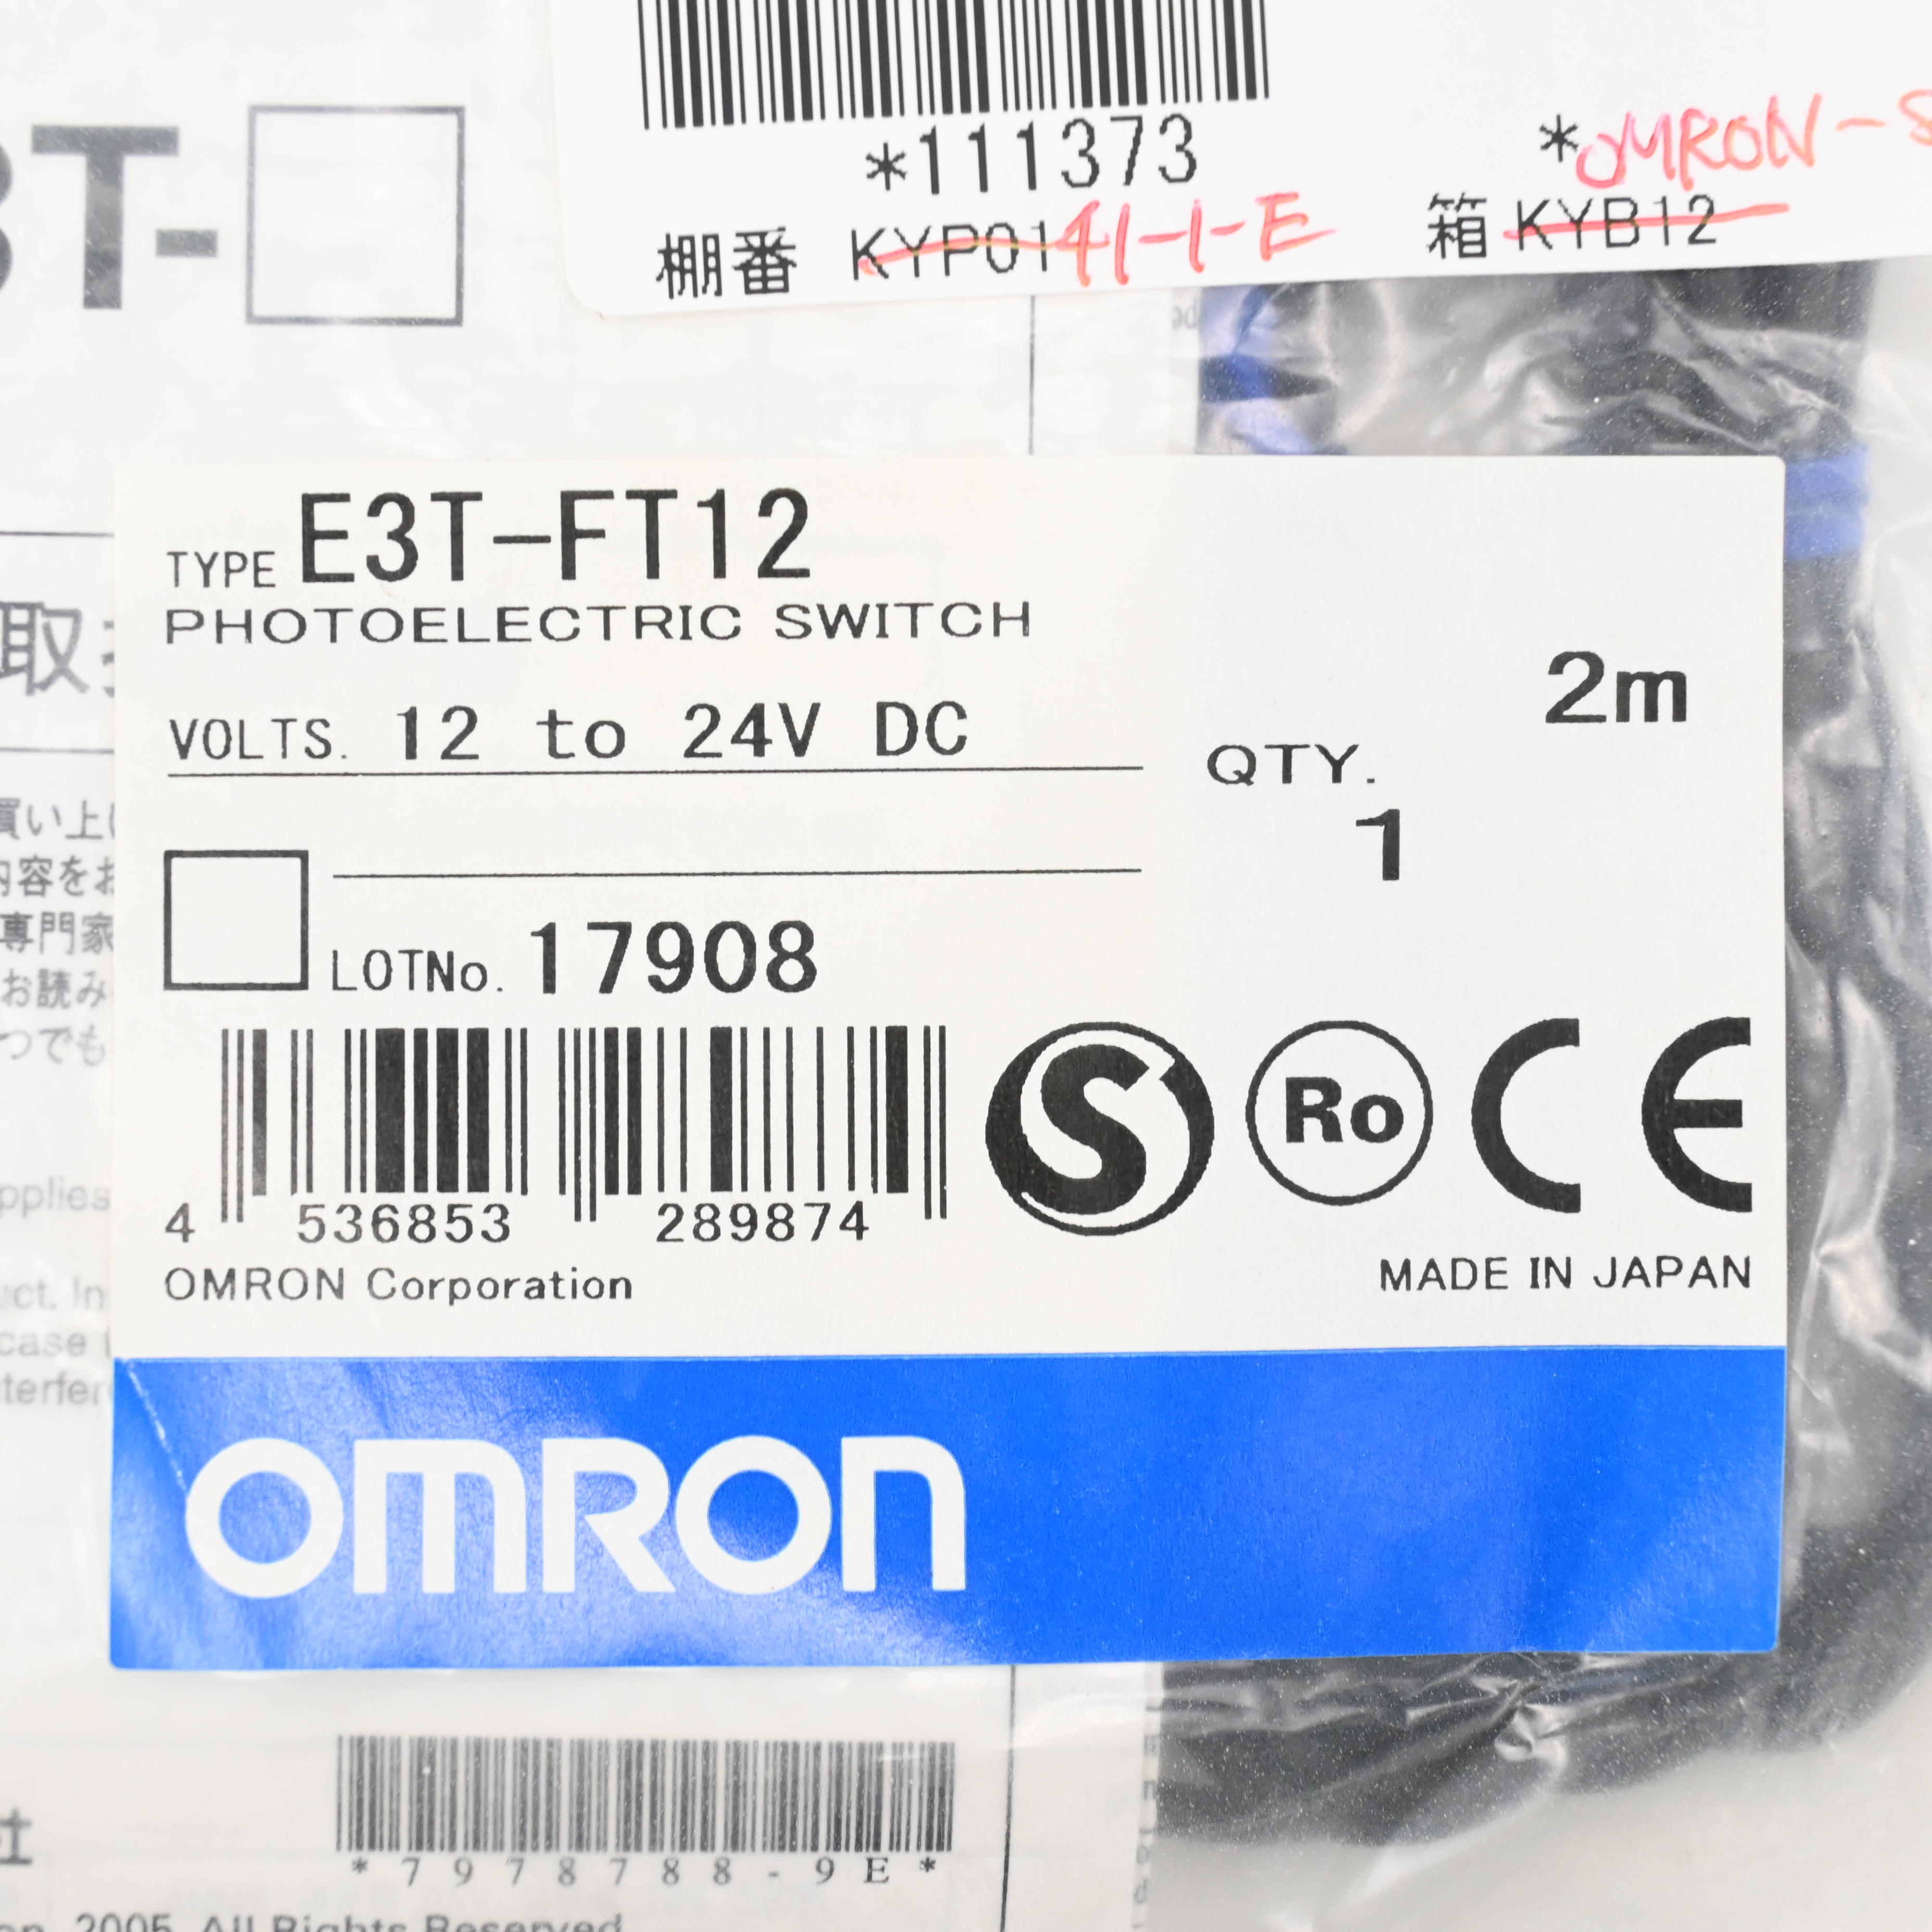 *111373
*OMRON-
棚番 KYP01 41-1-E 箱 KYB12
3T-
TYPE E3T-FT12
PHOTOELECTRIC SWITCH
取
2m
VOLTS. 12 to 24V DC
QTY.
1
買い上
内容をお
専門家
LOTNo. 17908
お読み
つでも
4 536853 289874
S
Ro
CE
pplies
OMRON Corporation
MADE IN JAPAN
uct. In
case
terfer
OMRON
社
*7978788-9E*
2005 All Rights Reserved